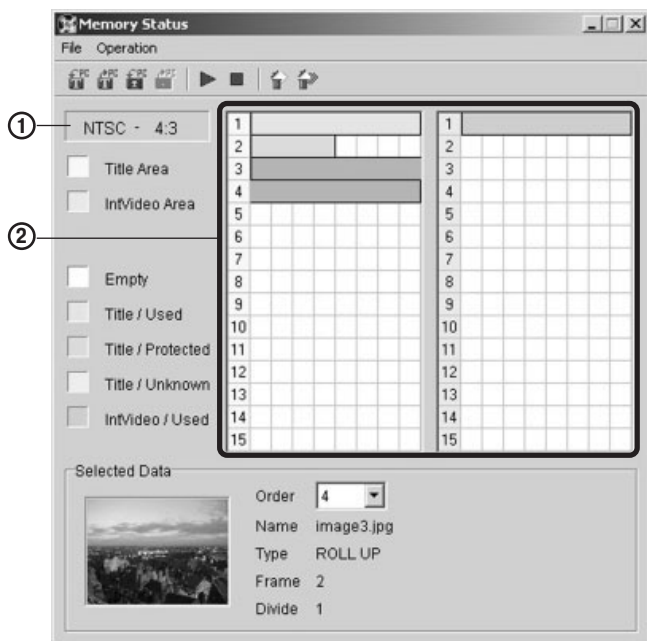 Memory Status
File Operation
① NTSC - 4:3
Title Area
IntVideo Area
②
Empty
Title / Used
Title / Protected
Title / Unknown
IntVideo / Used
1 1
2 2
3 3
4 4
5 5
6 6
7 7
8 8
9 9
10 10
11 11
12 12
13 13
14 14
15 15
Selected Data
Order 4
Name image3.jpg
Type ROLL UP
Frame 2
Divide 1